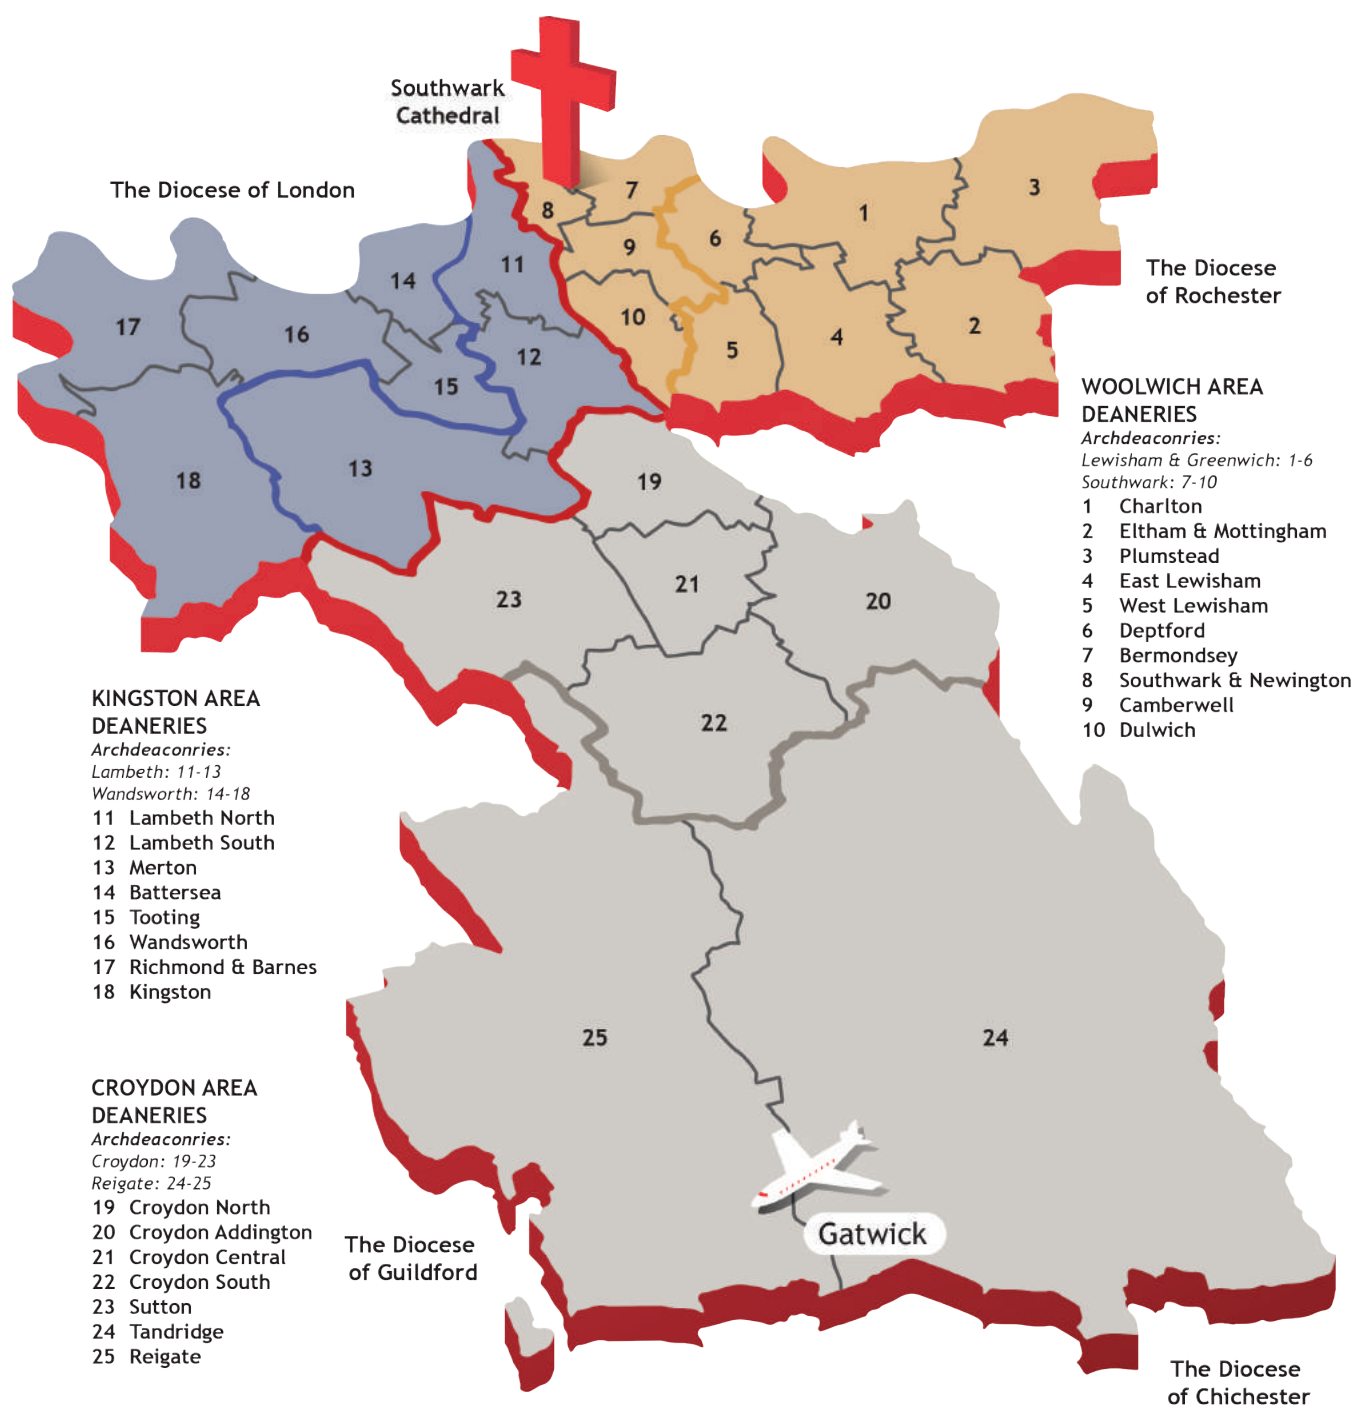 Southwark
Cathedral
The Diocese of London
The Diocese
of Rochester
1
2
3
4
5
6
7
8
9
10
11
12
13
14
15
16
17
18
19
20
21
22
23
24
25
Gatwick
WOOLWICH AREA
DEANERIES
Archdeaconries:
Lewisham & Greenwich: 1-6
Southwark: 7-10
1 Charlton
2 Eltham & Mottingham
3 Plumstead
4 East Lewisham
5 West Lewisham
6 Deptford
7 Bermondsey
8 Southwark & Newington
9 Camberwell
10 Dulwich
KINGSTON AREA
DEANERIES
Archdeaconries:
Lambeth: 11-13
Wandsworth: 14-18
11 Lambeth North
12 Lambeth South
13 Merton
14 Battersea
15 Tooting
16 Wandsworth
17 Richmond & Barnes
18 Kingston
CROYDON AREA
DEANERIES
Archdeaconries:
Croydon: 19-23
Reigate: 24-25
19 Croydon North
20 Croydon Addington
21 Croydon Central
22 Croydon South
23 Sutton
24 Tandridge
25 Reigate
The Diocese
of Guildford
The Diocese
of Chichester